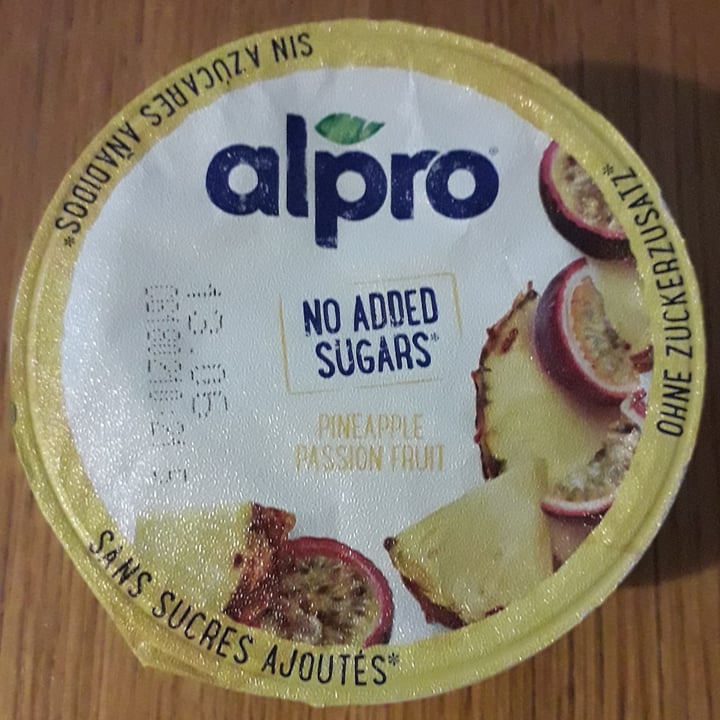 SIN AZÚCARES AÑADIDOS*
alpro
NO ADDED
SUGARS*
PINEAPPLE
PASSION FRUIT
13.06
OHNE ZUCKERZUSATZ*
SANS SUCRES AJOUTÉS*